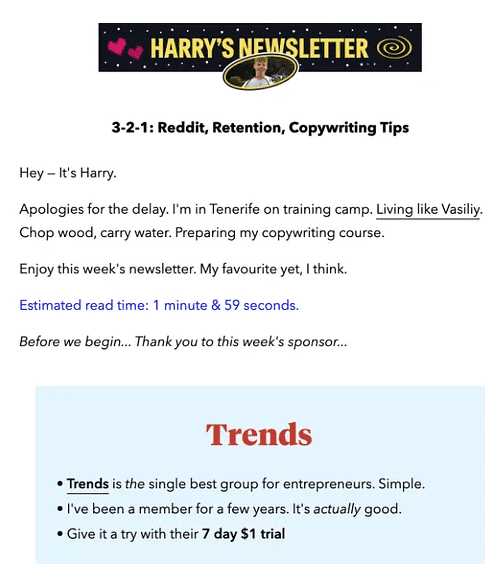 HARRY'S NEWSLETTER
3-2-1: Reddit, Retention, Copywriting Tips
Hey – It's Harry.
Apologies for the delay. I'm in Tenerife on training camp. Living like Vasiliy.
Chop wood, carry water. Preparing my copywriting course.
Enjoy this week's newsletter. My favourite yet, I think.
Estimated read time: 1 minute & 59 seconds.
Before we begin... Thank you to this week's sponsor...
Trends
• Trends is the single best group for entrepreneurs. Simple.
• I've been a member for a few years. It's actually good.
• Give it a try with their 7 day $1 trial